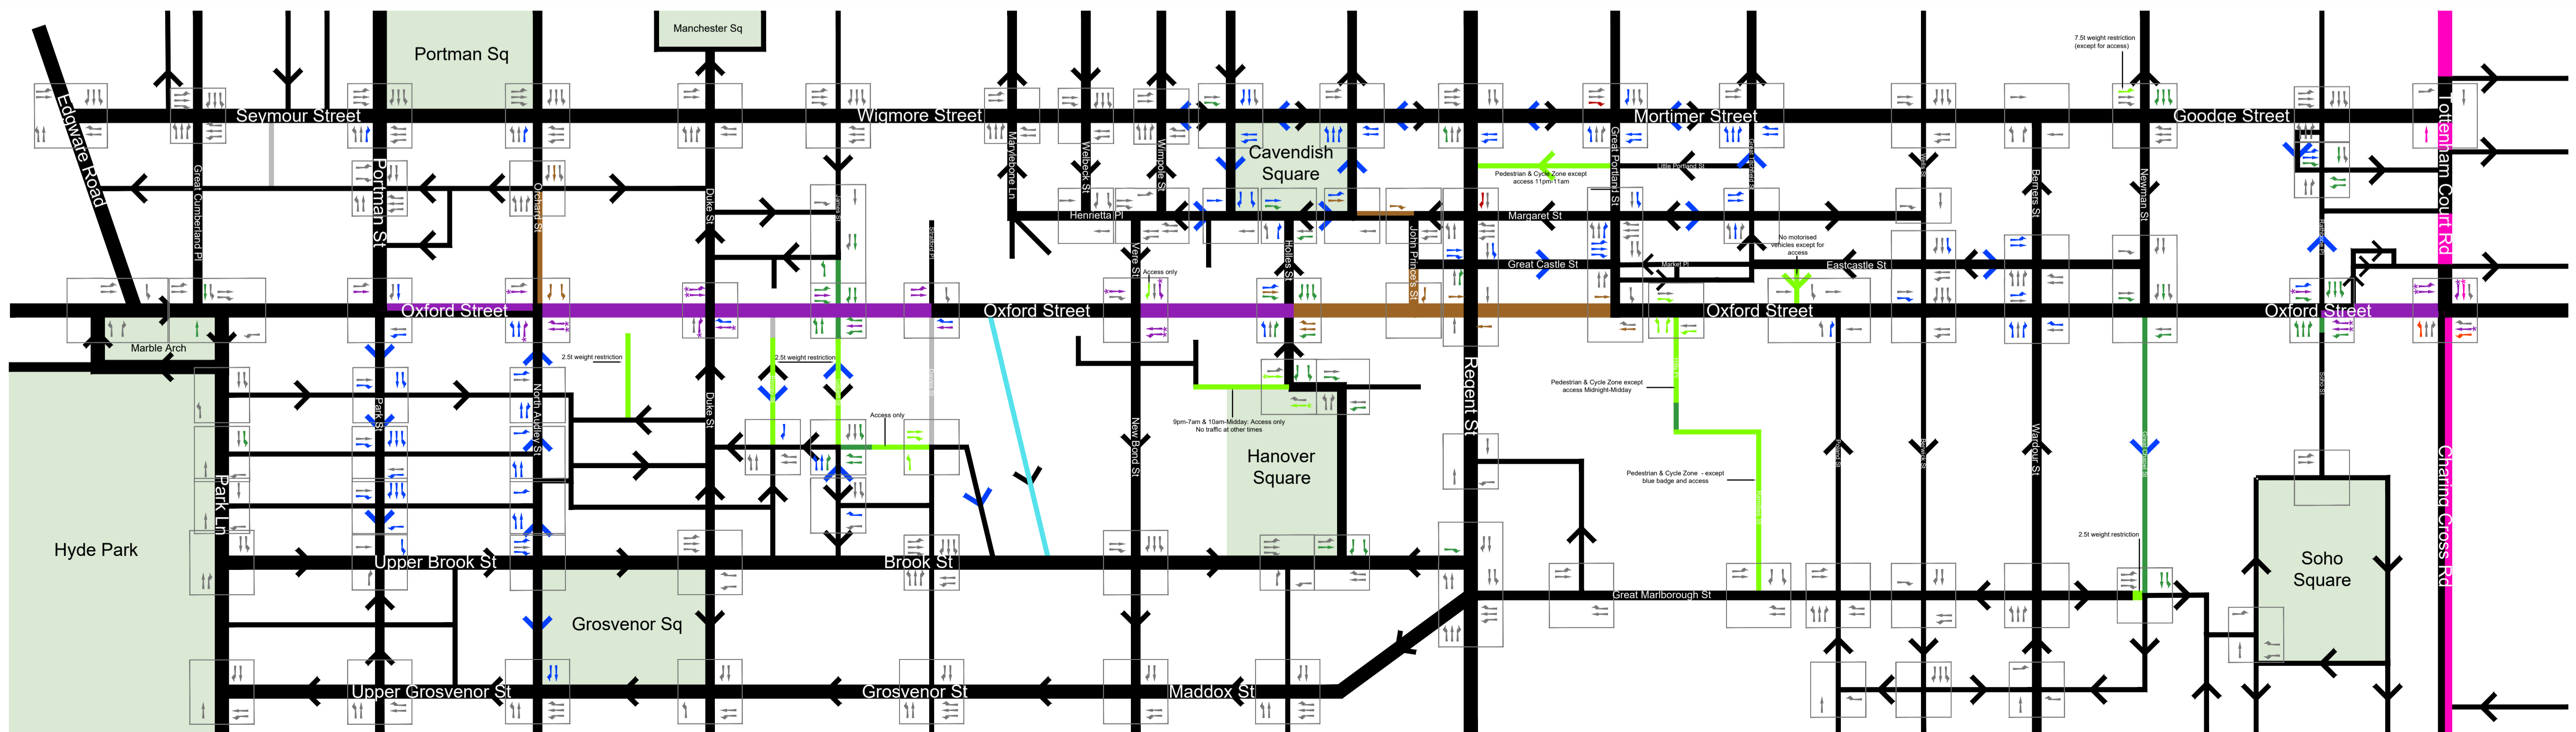 Manchester Sq
Portman Sq
7.5t weight restriction
(except for access)
Edgware Road
Seymour Street
Wigmore Street
Mortimer Street
Goodge Street
Tottenham Court Rd
Great Cumberland Pl
Portman St
Orchard St
Duke St
Marylebone Ln
Welbeck St
Wimpole St
Cavendish
Square
Great Portland St
Little Portland St
Pedestrian & Cycle Zone except
access 11pm-11am
Berners St
Newman St
Henrietta Pl
Margaret St
Vere St
Holles St
John Prince's St
No motorised
vehicles except for
access
Great Castle St
Market Pl
Eastcastle St
Access only
Oxford Street
Oxford Street
Oxford Street
Oxford Street
Marble Arch
2.5t weight restriction
2.5t weight restriction
Park St
North Audley St
Duke St
New Bond St
Regent St
Pedestrian & Cycle Zone except
access Midnight-Midday
Access only
9pm-7am & 10am-Midday: Access only
No traffic at other times
Hanover
Square
Pedestrian & Cycle Zone - except
blue badge and access
Wardour St
Charing Cross Rd
Park Ln
Hyde Park
2.5t weight restriction
Upper Brook St
Brook St
Great Marlborough St
Soho
Square
Grosvenor Sq
Upper Grosvenor St
Grosvenor St
Maddox St